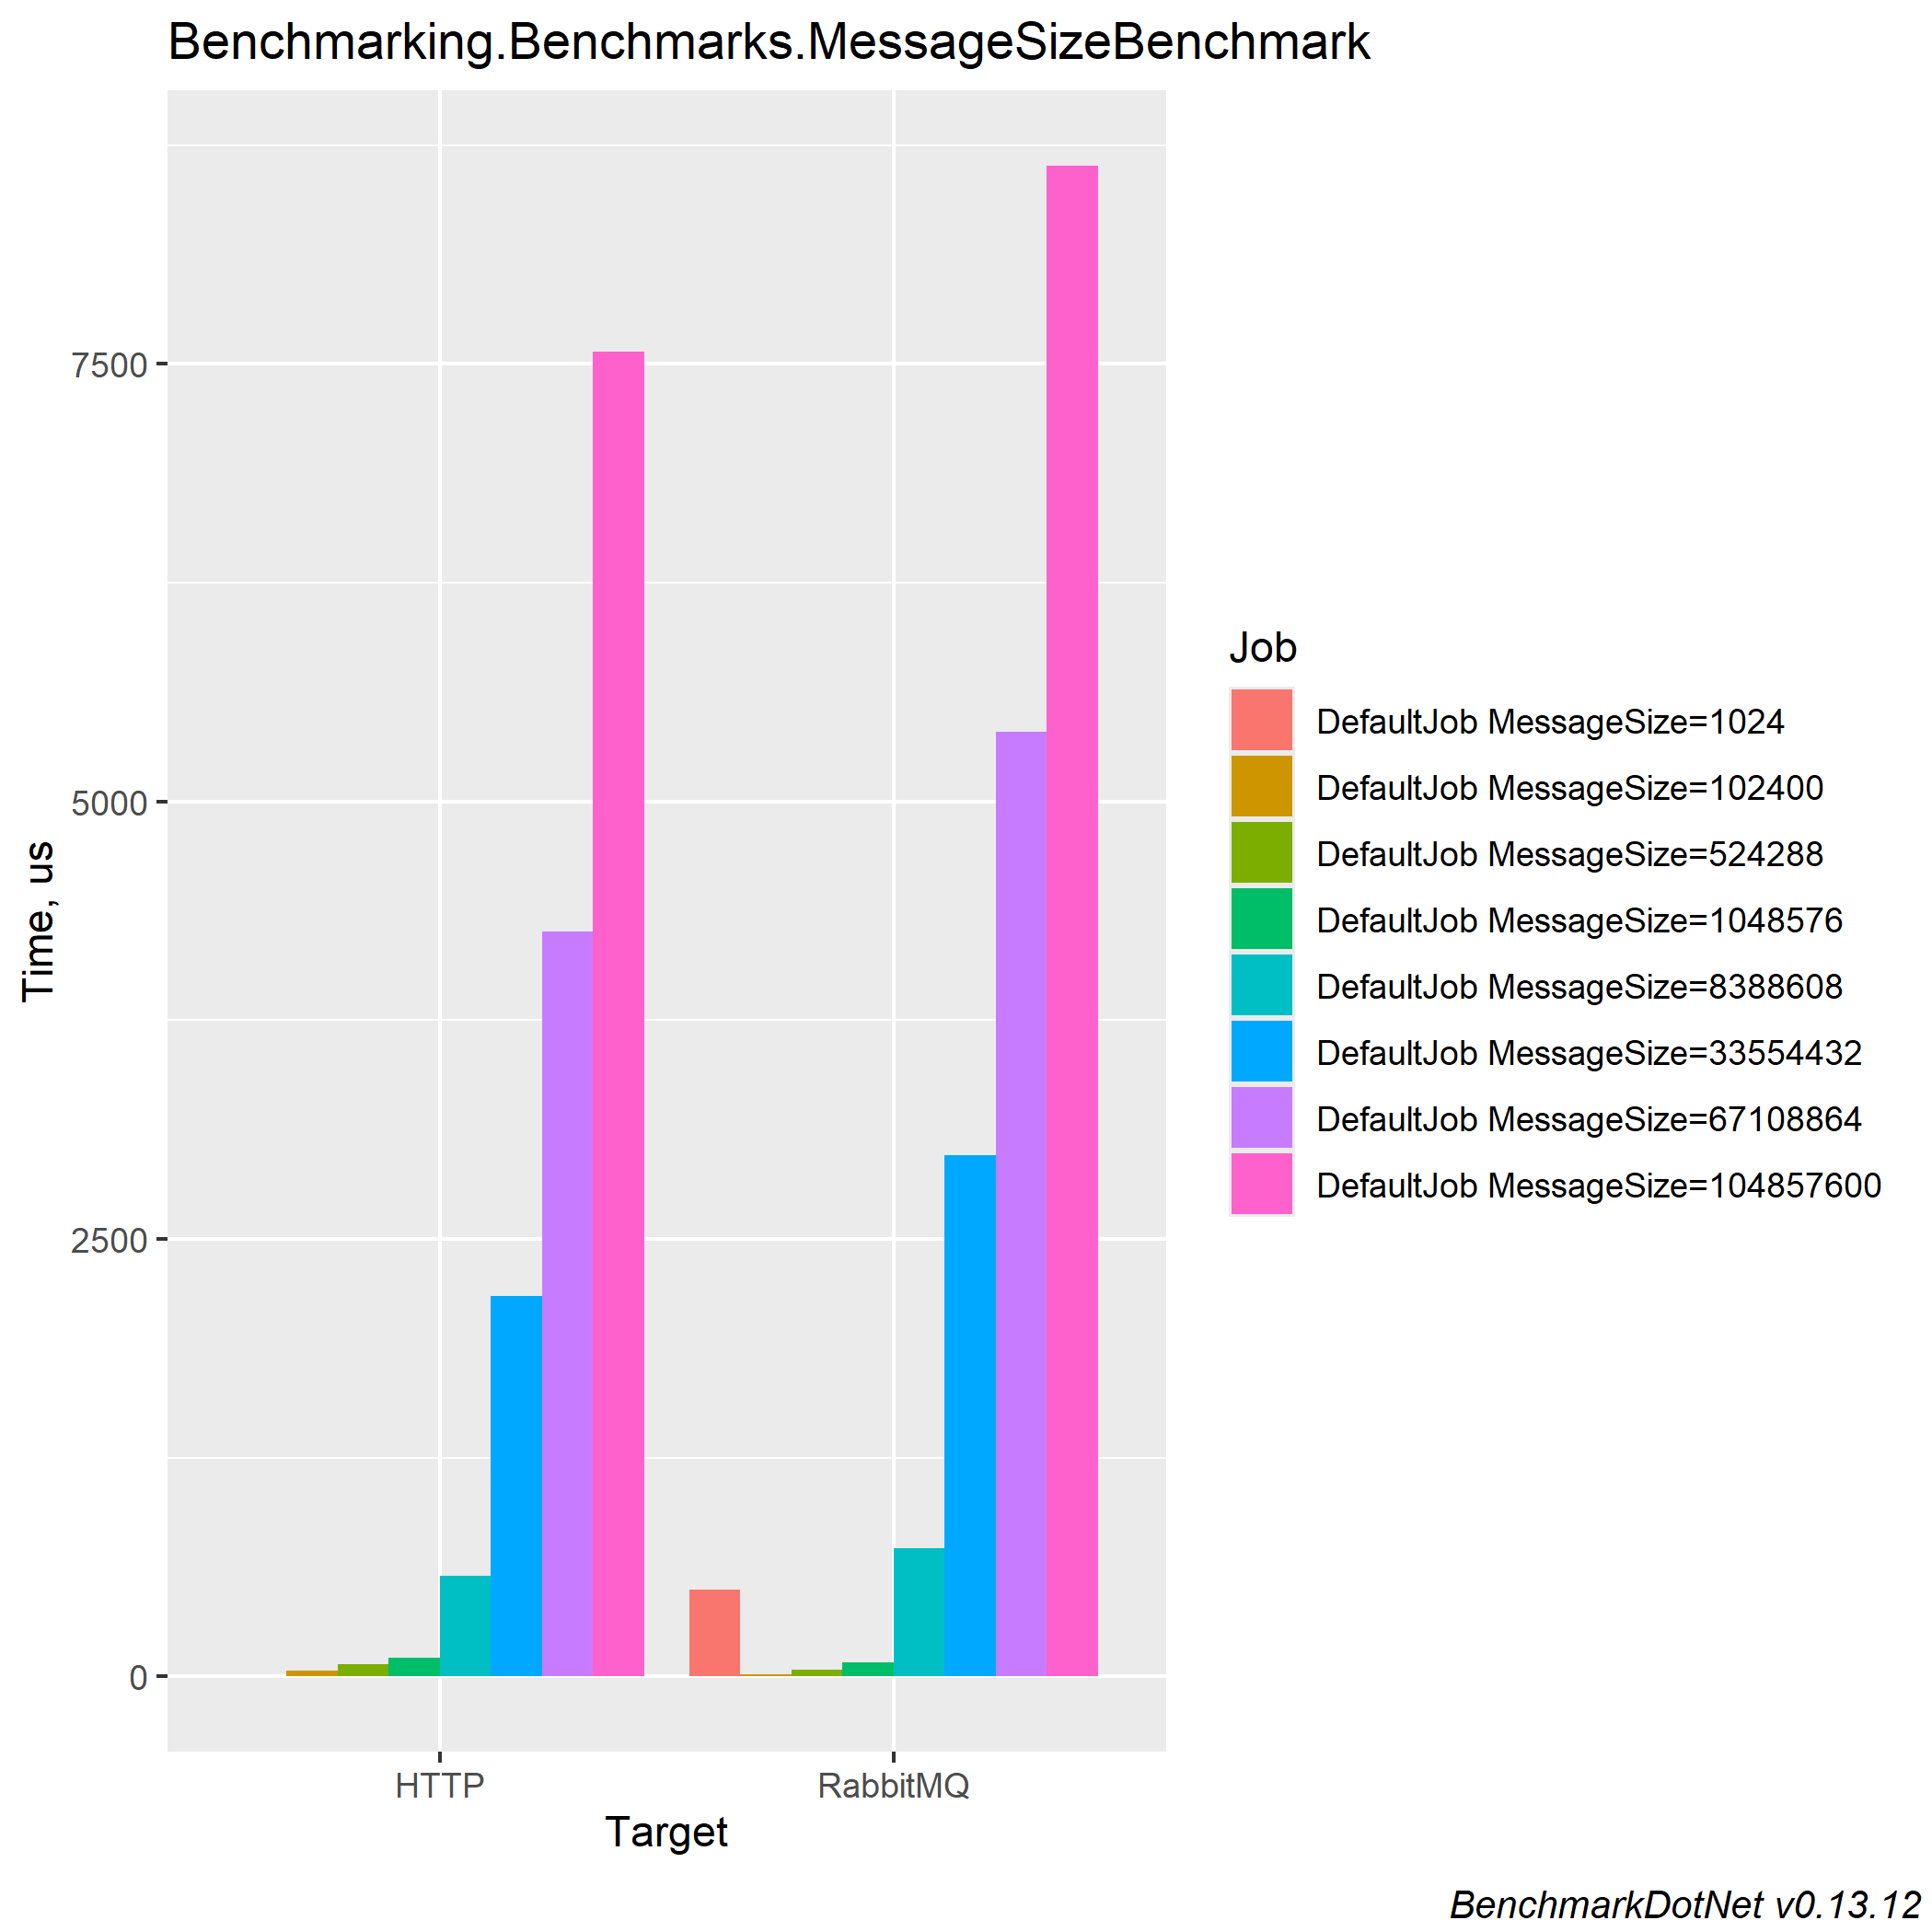 Benchmarking.Benchmarks.MessageSizeBenchmark
Time, us
7500
5000
2500
0
HTTP
RabbitMQ
Target
Job
DefaultJob MessageSize=1024
DefaultJob MessageSize=102400
DefaultJob MessageSize=524288
DefaultJob MessageSize=1048576
DefaultJob MessageSize=8388608
DefaultJob MessageSize=33554432
DefaultJob MessageSize=67108864
DefaultJob MessageSize=104857600
BenchmarkDotNet v0.13.12